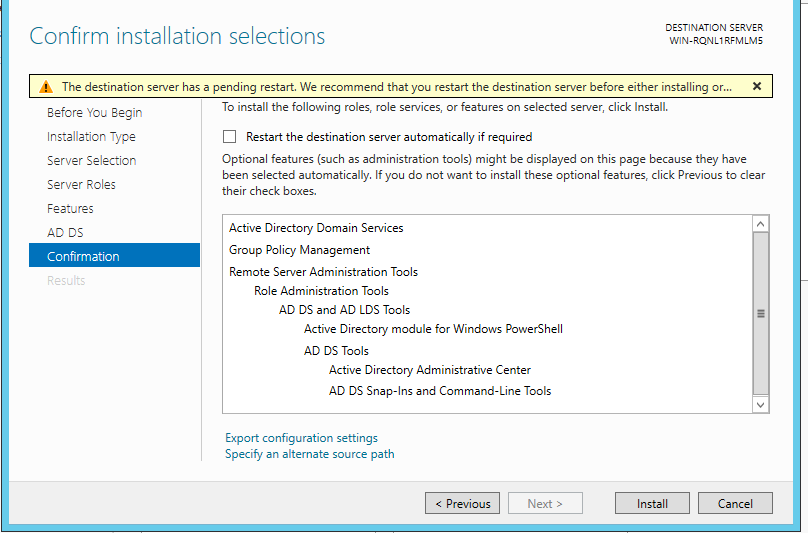 Confirm installation selections
DESTINATION SERVER
WIN-RQNL1RFMLM5
The destination server has a pending restart. We recommend that you restart the destination server before either installing or...
Before You Begin
Installation Type
Server Selection
Server Roles
Features
AD DS
Confirmation
Results
To install the following roles, role services, or features on selected server, click Install.
Restart the destination server automatically if required
Optional features (such as administration tools) might be displayed on this page because they have
been selected automatically. If you do not want to install these optional features, click Previous to clear
their check boxes.
Active Directory Domain Services
Group Policy Management
Remote Server Administration Tools
Role Administration Tools
AD DS and AD LDS Tools
Active Directory module for Windows PowerShell
AD DS Tools
Active Directory Administrative Center
AD DS Snap-Ins and Command-Line Tools
Export configuration settings
Specify an alternate source path
< Previous
Next >
Install
Cancel